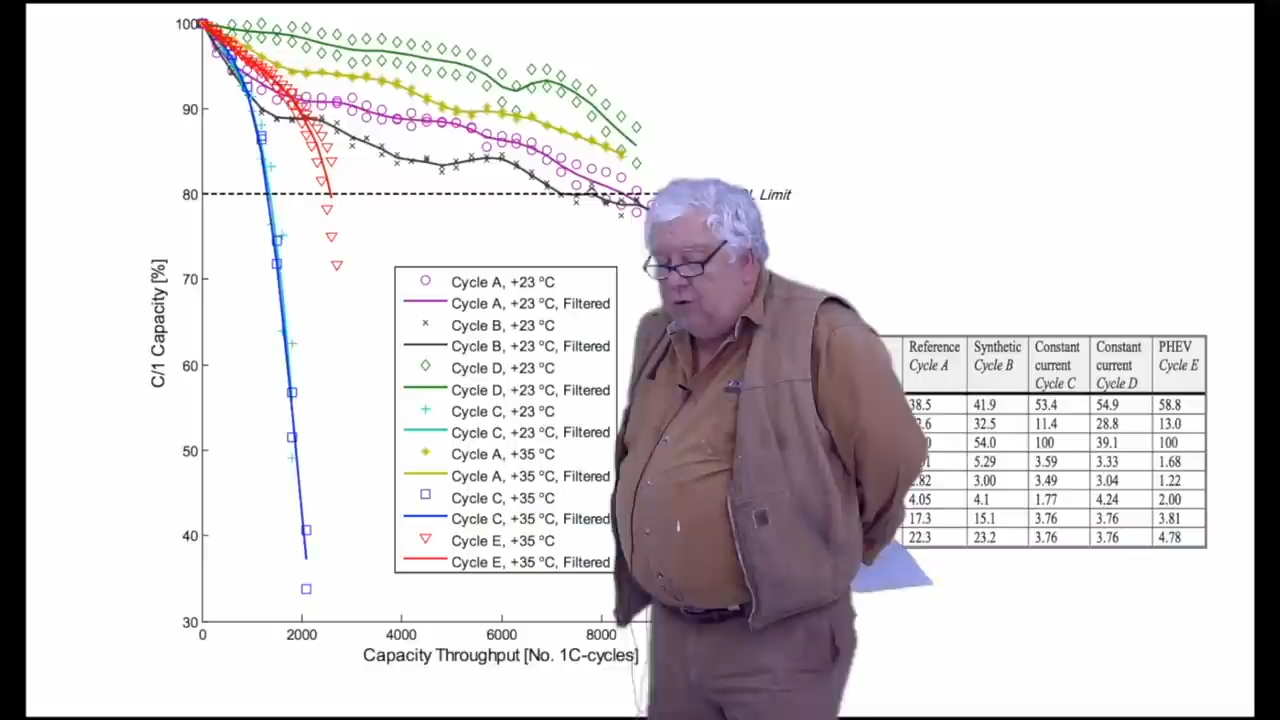 100
90
80
70
60
50
40
30
C/1 Capacity [%]
0
2000
4000
6000
8000
Capacity Throughput [No. 1C-cycles]
Limit
Cycle A, +23 °C
Cycle A, +23 °C, Filtered
Cycle B, +23 °C
Cycle B, +23 °C, Filtered
Cycle D, +23 °C
Cycle D, +23 °C, Filtered
Cycle C, +23 °C
Cycle C, +23 °C, Filtered
Cycle A, +35 °C
Cycle A, +35 °C, Filtered
Cycle C, +35 °C
Cycle C, +35 °C, Filtered
Cycle E, +35 °C
Cycle E, +35 °C, Filtered
Reference Synthetic Constant Constant PHEV
Cycle A Cycle B current current Cycle E
Cycle C Cycle D
38.5 41.9 53.4 54.9 58.8
32.5 11.4 28.8 13.0
54.0 100 39.1 100
5.29 3.59 3.33 1.68
3.00 3.49 3.04 1.22
4.05 4.1 1.77 4.24 2.00
17.3 15.1 3.76 3.76 3.81
22.3 23.2 3.76 3.76 4.78